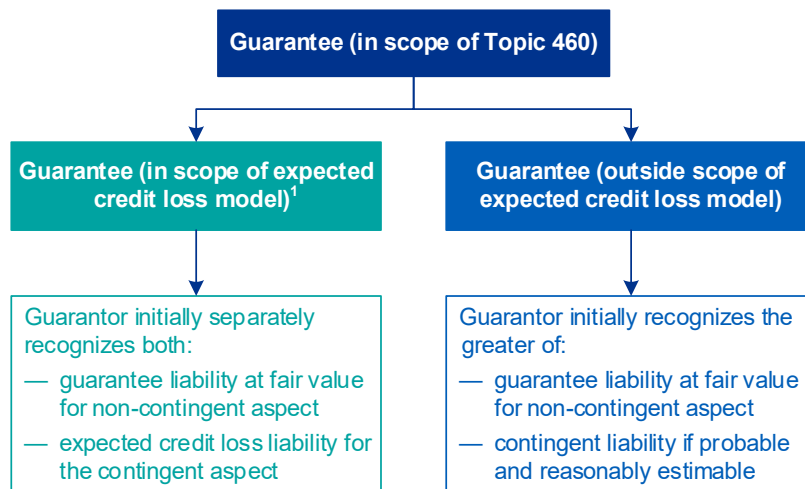 Guarantee (in scope of Topic 460)
Guarantee (in scope of expected
credit loss model)¹
Guarantee (outside scope of
expected credit loss model)
Guarantor initially separately
recognizes both:
— guarantee liability at fair value
for non-contingent aspect
— expected credit loss liability for
the contingent aspect
Guarantor initially recognizes the
greater of:
— guarantee liability at fair value
for non-contingent aspect
— contingent liability if probable
and reasonably estimable